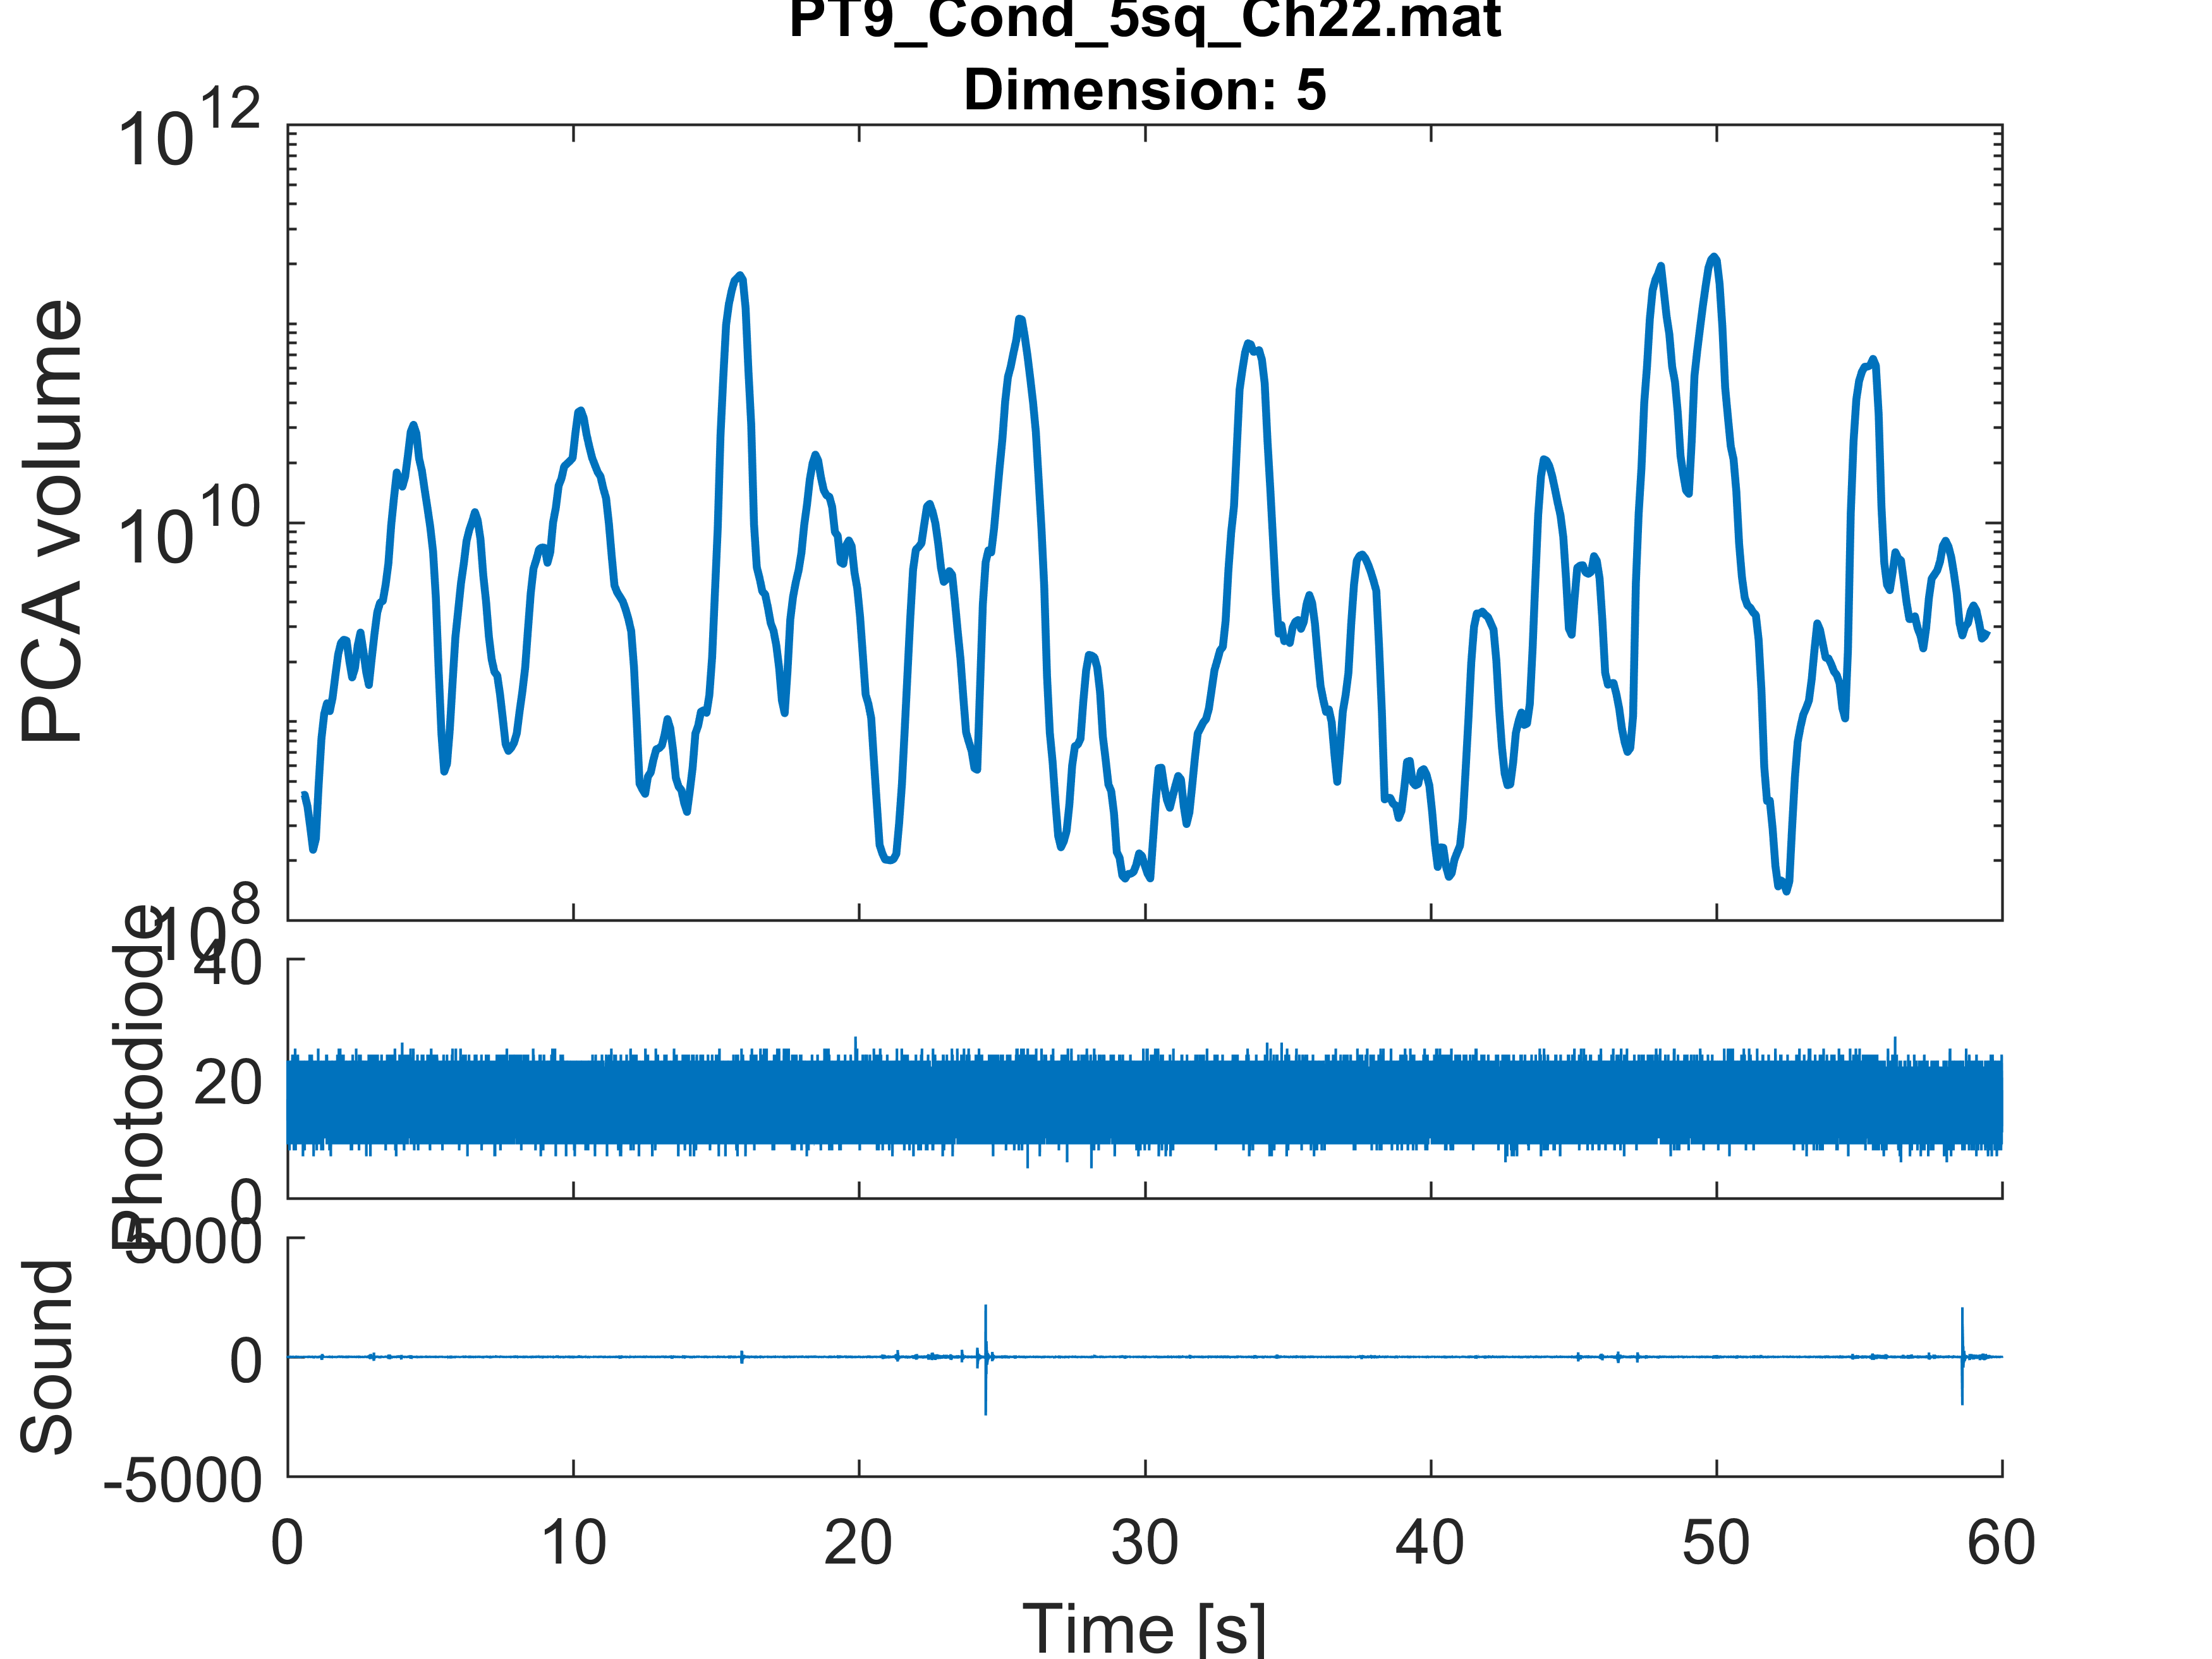 PT9_Cond_5sq_Ch22.mat
Dimension: 5
10^12
10^10
10^8
PCA volume
40
20
0
Photodiode
5000
0
-5000
Sound
0 10 20 30 40 50 60
Time [s]